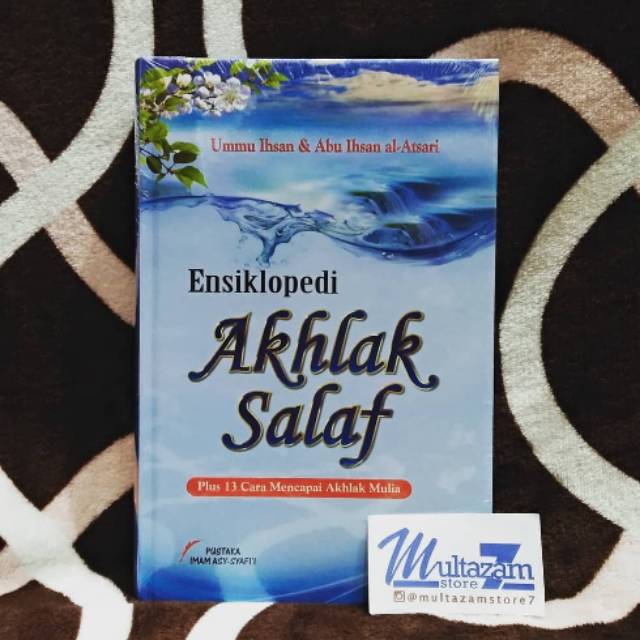 Ummu Ihsan & Abu Ihsan al-Atsari
Ensiklopedi
Akhlak
Salaf
Plus 13 Cara Mencapai Akhlak Mulia
PUSTAKA
IMAM ASY-SYAFI'I
Multazam 7
store
@multazamstore7